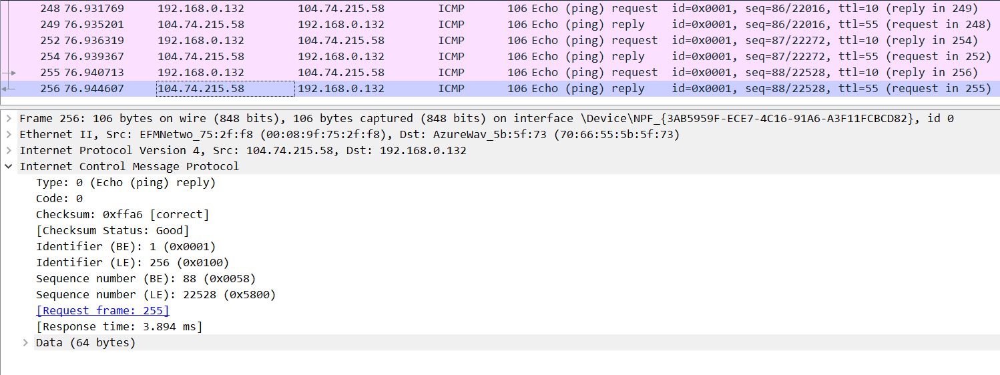 248 76.931769 192.168.0.132 104.74.215.58 ICMP 106 Echo (ping) request id=0x0001, seq=86/22016, ttl=10 (reply in 249)
249 76.935201 104.74.215.58 192.168.0.132 ICMP 106 Echo (ping) reply id=0x0001, seq=86/22016, ttl=55 (request in 248)
252 76.936319 192.168.0.132 104.74.215.58 ICMP 106 Echo (ping) request id=0x0001, seq=87/22272, ttl=10 (reply in 254)
254 76.939367 104.74.215.58 192.168.0.132 ICMP 106 Echo (ping) reply id=0x0001, seq=87/22272, ttl=55 (request in 252)
255 76.940713 192.168.0.132 104.74.215.58 ICMP 106 Echo (ping) request id=0x0001, seq=88/22528, ttl=10 (reply in 256)
256 76.944607 104.74.215.58 192.168.0.132 ICMP 106 Echo (ping) reply id=0x0001, seq=88/22528, ttl=55 (request in 255)
Frame 256: 106 bytes on wire (848 bits), 106 bytes captured (848 bits) on interface \Device\NPF_{3AB5959F-ECE7-4C16-91A6-A3F11FCBCD82}, id 0
Ethernet II, Src: EFMNetwo_75:2f:f8 (00:08:9f:75:2f:f8), Dst: AzureWav_5b:5f:73 (70:66:55:5b:5f:73)
Internet Protocol Version 4, Src: 104.74.215.58, Dst: 192.168.0.132
Internet Control Message Protocol
Type: 0 (Echo (ping) reply)
Code: 0
Checksum: 0xffa6 [correct]
[Checksum Status: Good]
Identifier (BE): 1 (0x0001)
Identifier (LE): 256 (0x0100)
Sequence number (BE): 88 (0x0058)
Sequence number (LE): 22528 (0x5800)
[Request frame: 255]
[Response time: 3.894 ms]
Data (64 bytes)